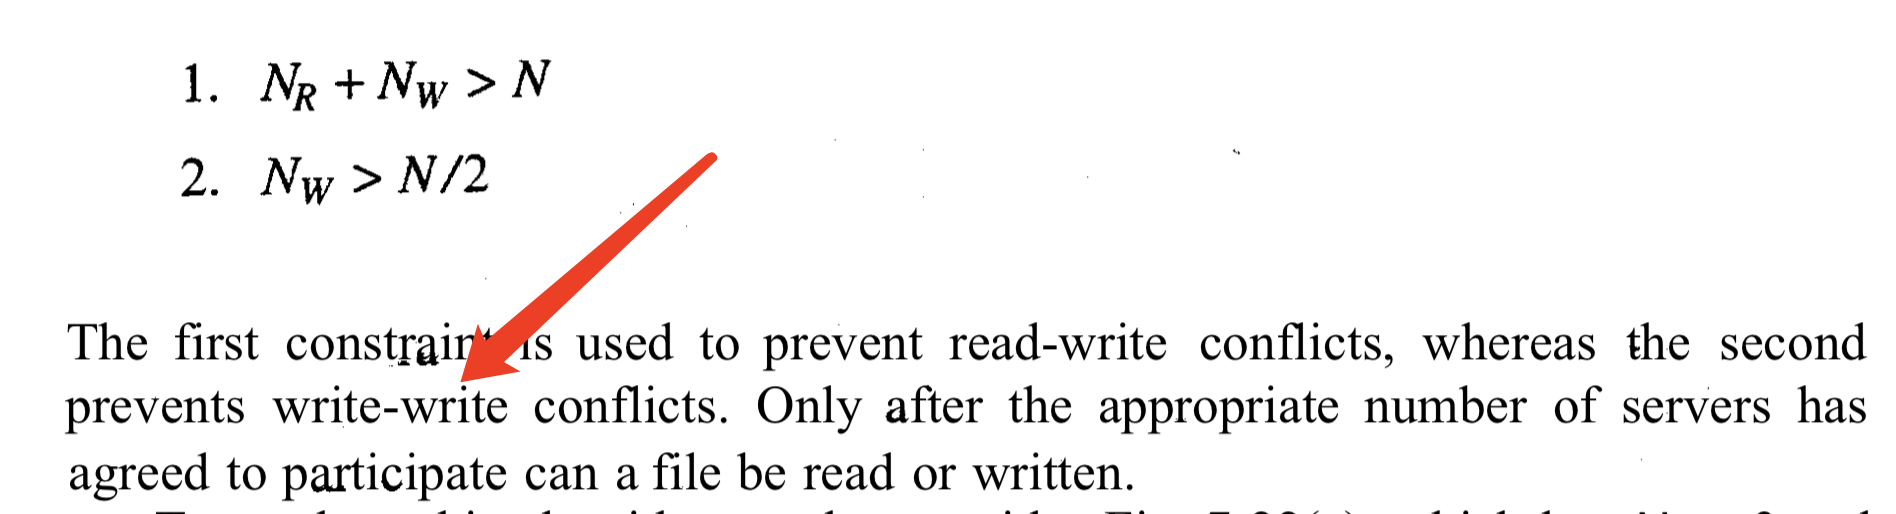 1. N_R + N_W > N
2. N_W > N/2
The first constraint is used to prevent read-write conflicts, whereas the second
prevents write-write conflicts. Only after the appropriate number of servers has
agreed to participate can a file be read or written.